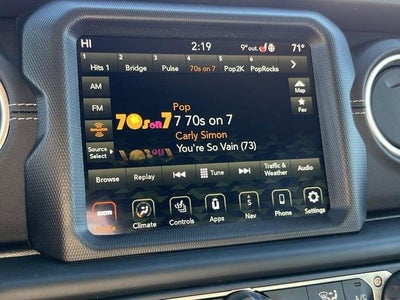 HI 2:19 9° out. 71°
1 2 3 4 5 6
Hits 1 Bridge Pulse 70s on 7 Pop2K PopRocks
AM
FM
Source Select
70s on 7
Pop
7 70s on 7
Carly Simon
You're So Vain (73)
Map
Fav
Browse Replay Tune Traffic & Weather Audio
sxm Climate Controls Apps Nav Phone Settings
S